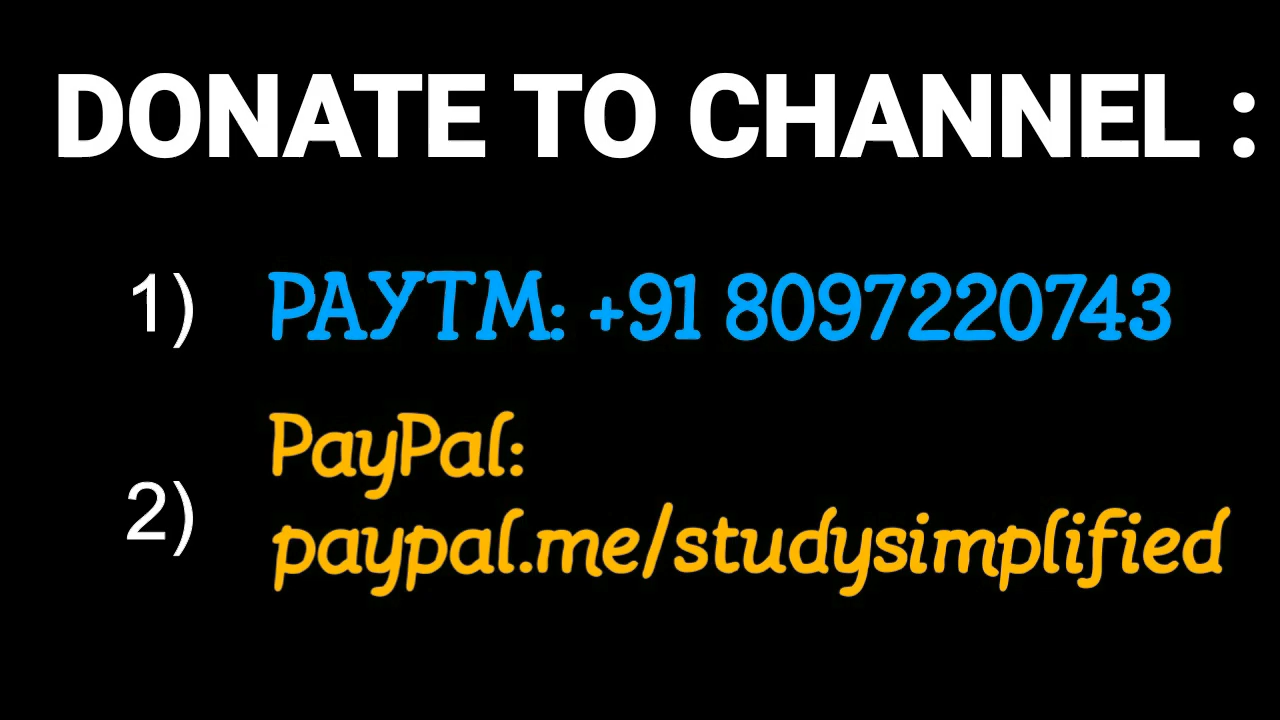 DONATE TO CHANNEL :
1) PAYTM: +91 8097220743
PayPal:
2) paypal.me/studysimplified